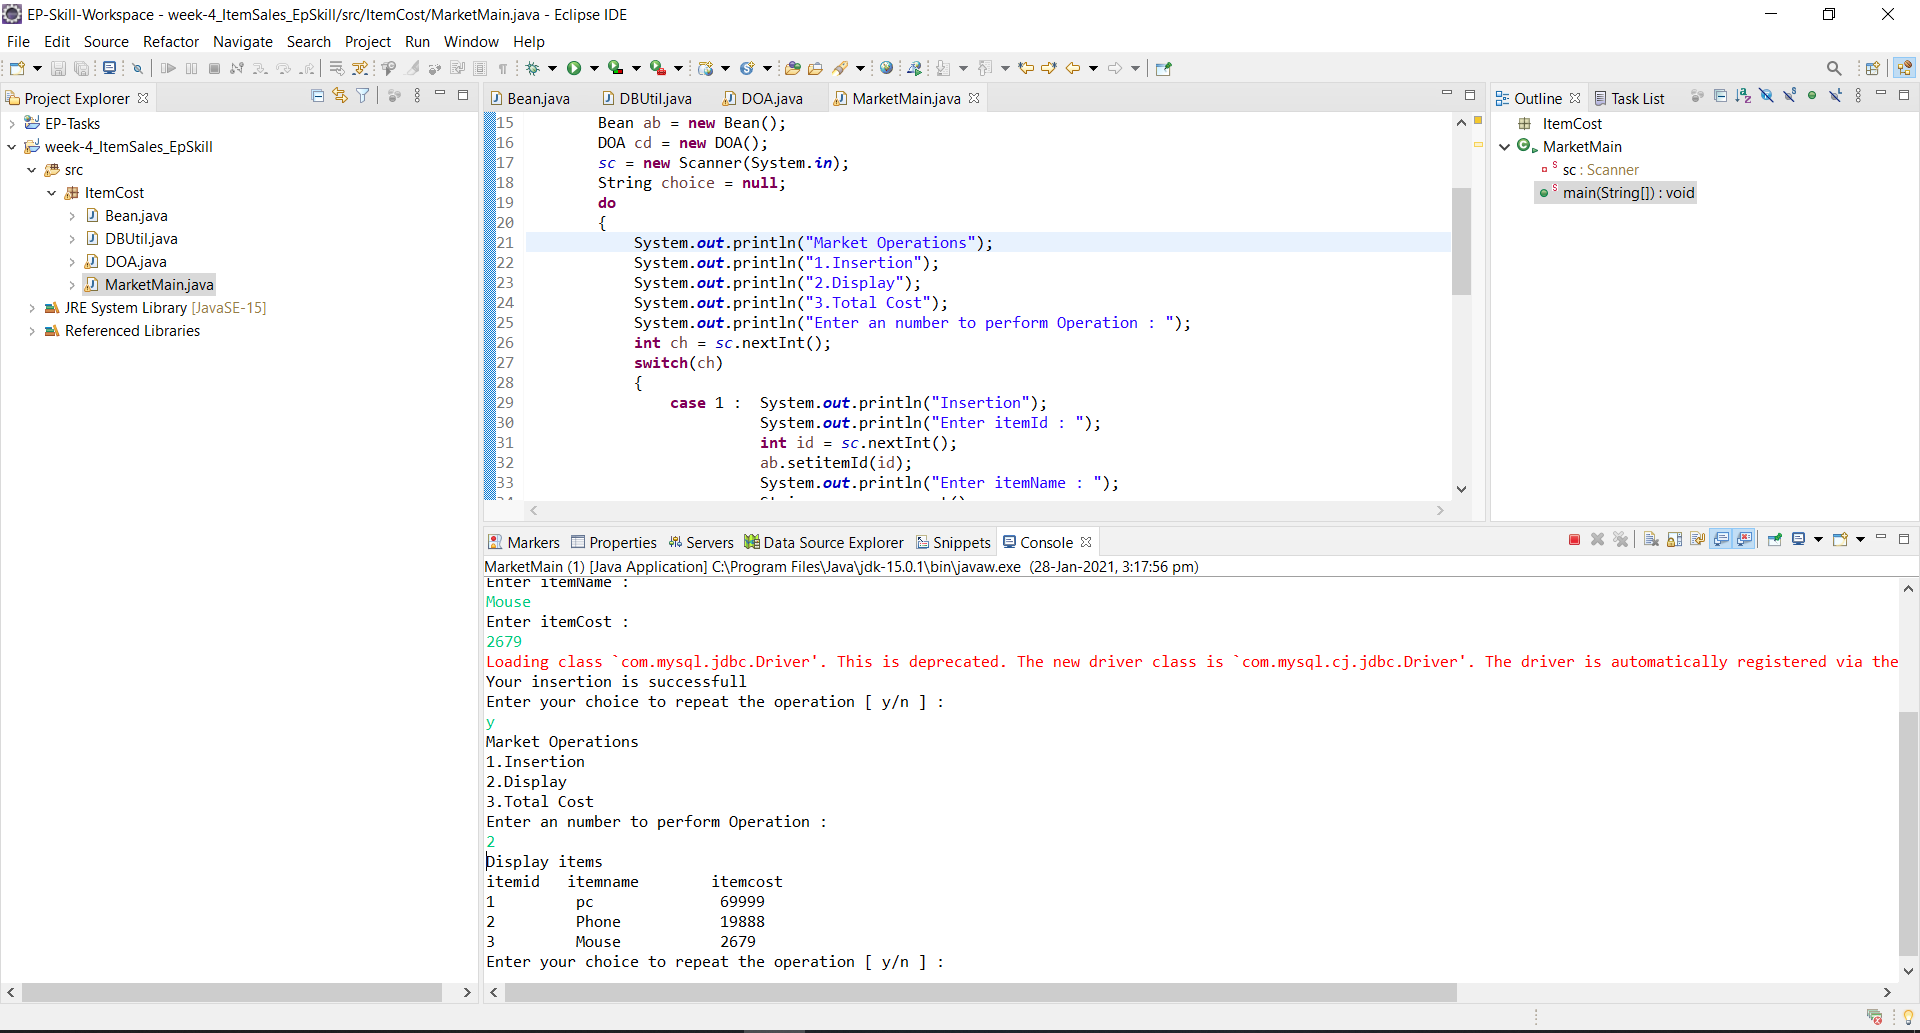 EP-Skill-Workspace - week-4_ItemSales_EpSkill/src/ItemCost/MarketMain.java - Eclipse IDE
File Edit Source Refactor Navigate Search Project Run Window Help
Project Explorer
EP-Tasks
week-4_ItemSales_EpSkill
src
ItemCost
Bean.java
DBUtil.java
DOA.java
MarketMain.java
JRE System Library [JavaSE-15]
Referenced Libraries
Bean.java DBUtil.java DOA.java MarketMain.java
15 Bean ab = new Bean();
16 DOA cd = new DOA();
17 sc = new Scanner(System.in);
18 String choice = null;
19 do
20 {
21 System.out.println("Market Operations");
22 System.out.println("1.Insertion");
23 System.out.println("2.Display");
24 System.out.println("3.Total Cost");
25 System.out.println("Enter an number to perform Operation : ");
26 int ch = sc.nextInt();
27 switch(ch)
28 {
29 case 1 : System.out.println("Insertion");
30 System.out.println("Enter itemId : ");
31 int id = sc.nextInt();
32 ab.setitemId(id);
33 System.out.println("Enter itemName : ");
Outline Task List
ItemCost
MarketMain
sc : Scanner
main(String[]) : void
Markers Properties Servers Data Source Explorer Snippets Console
MarketMain (1) [Java Application] C:\Program Files\Java\jdk-15.0.1\bin\javaw.exe (28-Jan-2021, 3:17:56 pm)
Enter itemName :
Mouse
Enter itemCost :
2679
Loading class `com.mysql.jdbc.Driver'. This is deprecated. The new driver class is `com.mysql.cj.jdbc.Driver'. The driver is automatically registered via the
Your insertion is successfull
Enter your choice to repeat the operation [ y/n ] :
y
Market Operations
1.Insertion
2.Display
3.Total Cost
Enter an number to perform Operation :
2
Display items
itemid itemname itemcost
1 pc 69999
2 Phone 19888
3 Mouse 2679
Enter your choice to repeat the operation [ y/n ] :